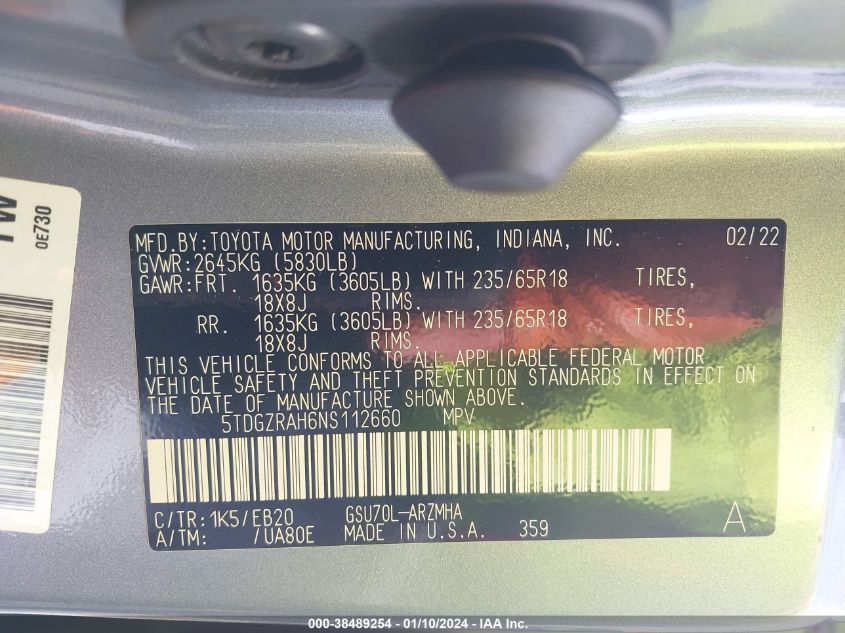 MFD.BY:TOYOTA MOTOR MANUFACTURING, INDIANA, INC. 02/22
GVWR:2645KG (5830LB)
GAWR:FRT. 1635KG (3605LB) WITH 235/65R18 TIRES,
18X8J RIMS.
RR. 1635KG (3605LB) WITH 235/65R18 TIRES,
18X8J RIMS.
THIS VEHICLE CONFORMS TO ALL APPLICABLE FEDERAL MOTOR
VEHICLE SAFETY AND THEFT PREVENTION STANDARDS IN EFFECT ON
THE DATE OF MANUFACTURE SHOWN ABOVE.
5TDGZRAH6NS112660 MPV
C/TR:1K5/EB20 GSU70L-ARZMHA
A/TM: /UA80E MADE IN U.S.A. 359 A
0E730
000-38489254 - 01/10/2024 - IAA Inc.